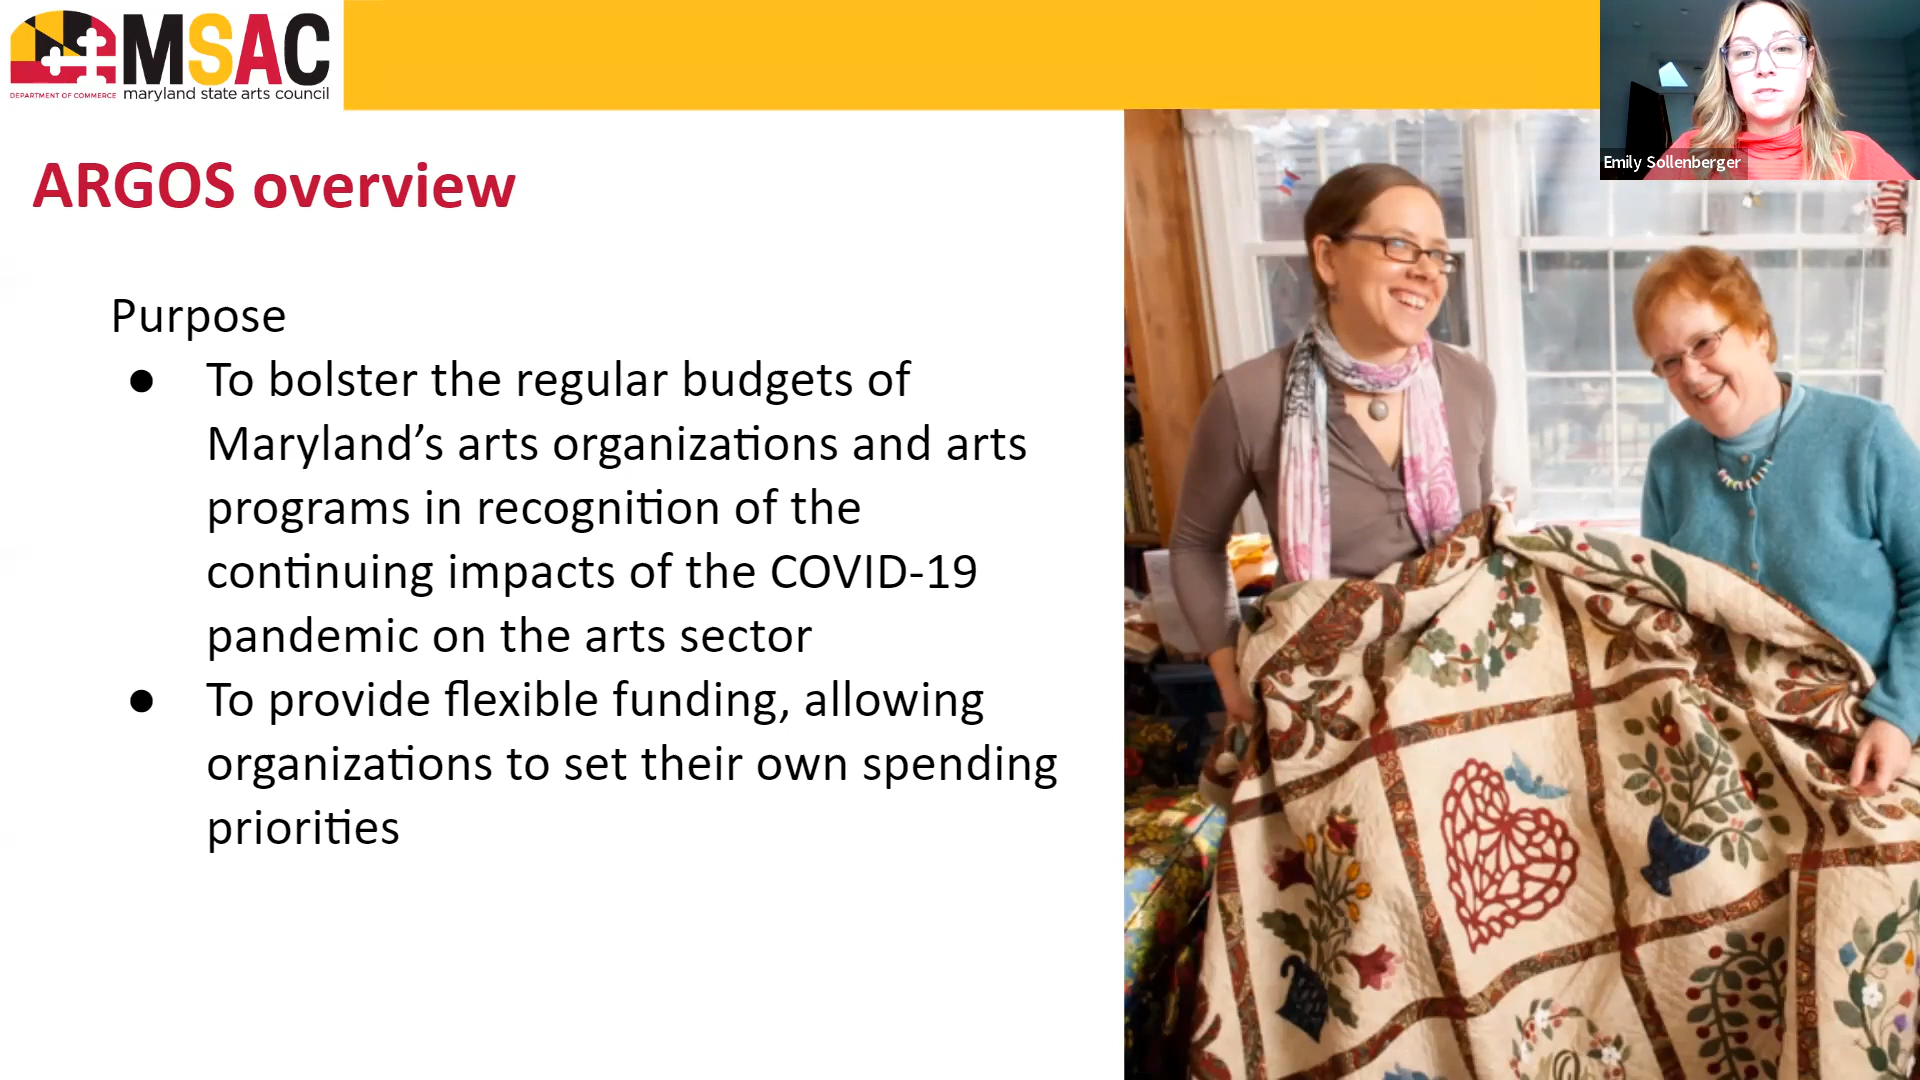 MSAC
DEPARTMENT OF COMMERCE maryland state arts council
Emily Sollenberger
ARGOS overview
Purpose
● To bolster the regular budgets of
Maryland’s arts organizations and arts
programs in recognition of the
continuing impacts of the COVID-19
pandemic on the arts sector
● To provide flexible funding, allowing
organizations to set their own spending
priorities